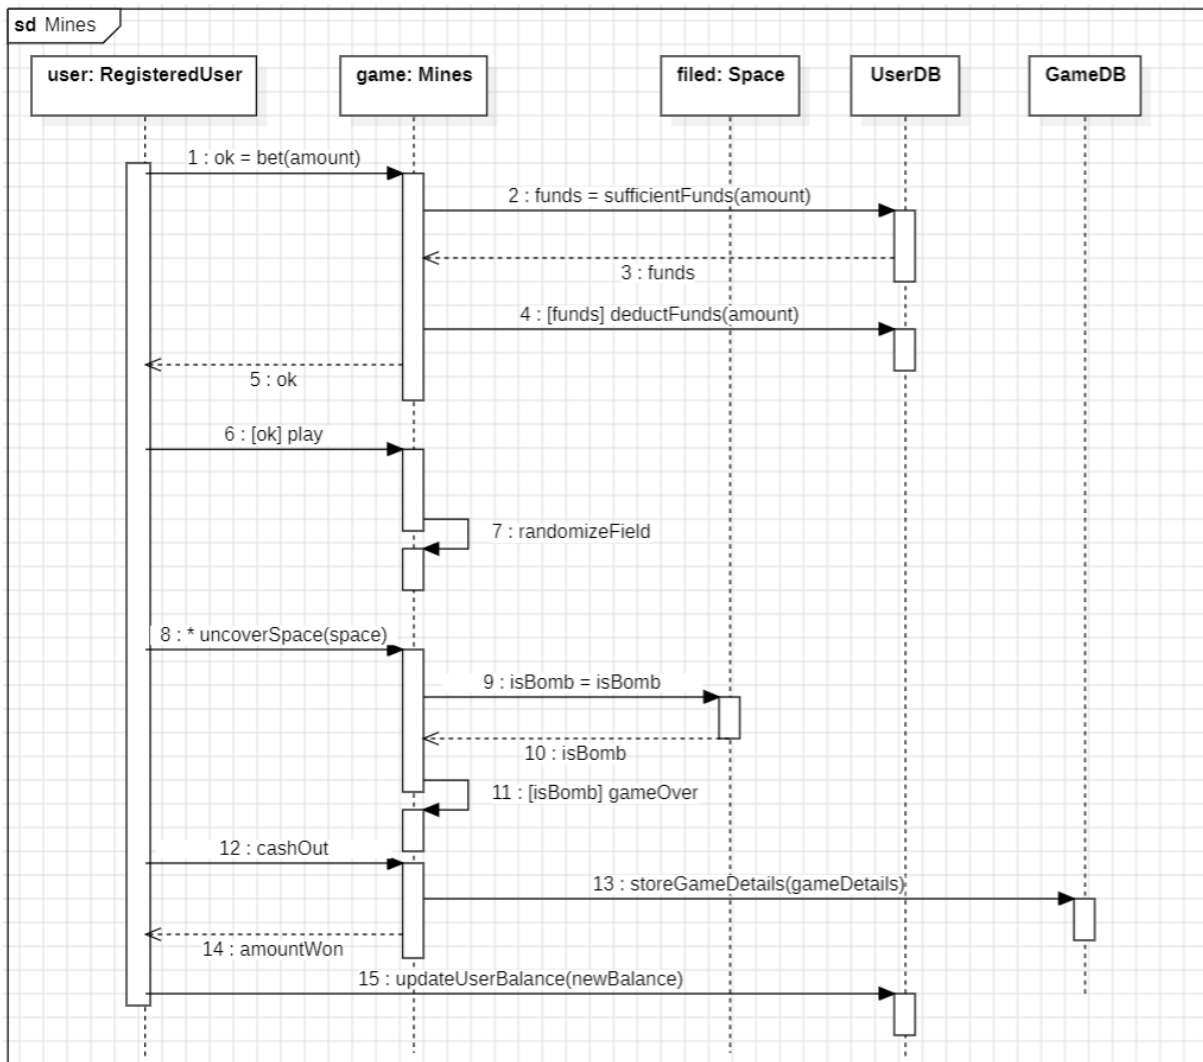 sd Mines
user: RegisteredUser
game: Mines
filed: Space
UserDB
GameDB
1 : ok = bet(amount)
2 : funds = sufficientFunds(amount)
3 : funds
4 : [funds] deductFunds(amount)
5 : ok
6 : [ok] play
7 : randomizeField
8 : * uncoverSpace(space)
9 : isBomb = isBomb
10 : isBomb
11 : [isBomb] gameOver
12 : cashOut
13 : storeGameDetails(gameDetails)
14 : amountWon
15 : updateUserBalance(newBalance)